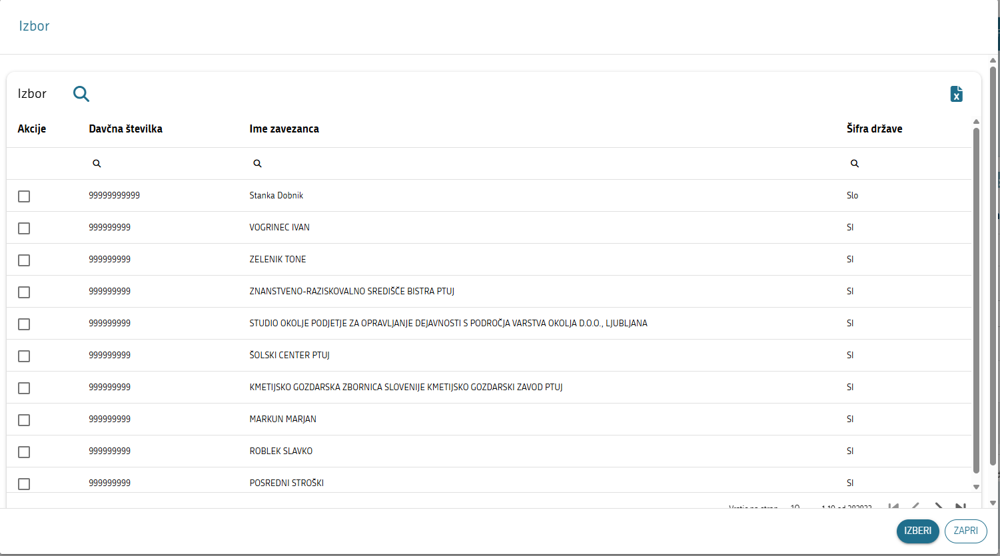 Izbor
Izbor
Akcije Davčna številka Ime zavezanca Šifra države
99999999999 Stanka Dobnik Slo
999999999 VOGRINEC IVAN SI
999999999 ZELENIK TONE SI
999999999 ZNANSTVENO-RAZISKOVALNO SREDIŠČE BISTRA PTUJ SI
999999999 STUDIO OKOLJE PODJETJE ZA OPRAVLJANJE DEJAVNOSTI S PODROČJA VARSTVA OKOLJA D.O.O., LJUBLJANA SI
999999999 ŠOLSKI CENTER PTUJ SI
999999999 KMETIJSKO GOZDARSKA ZBORNICA SLOVENIJE KMETIJSKO GOZDARSKI ZAVOD PTUJ SI
999999999 MARKUN MARJAN SI
999999999 ROBLEK SLAVKO SI
999999999 POSREDNI STROŠKI SI
10 1-10 od
IZBERI ZAPRI